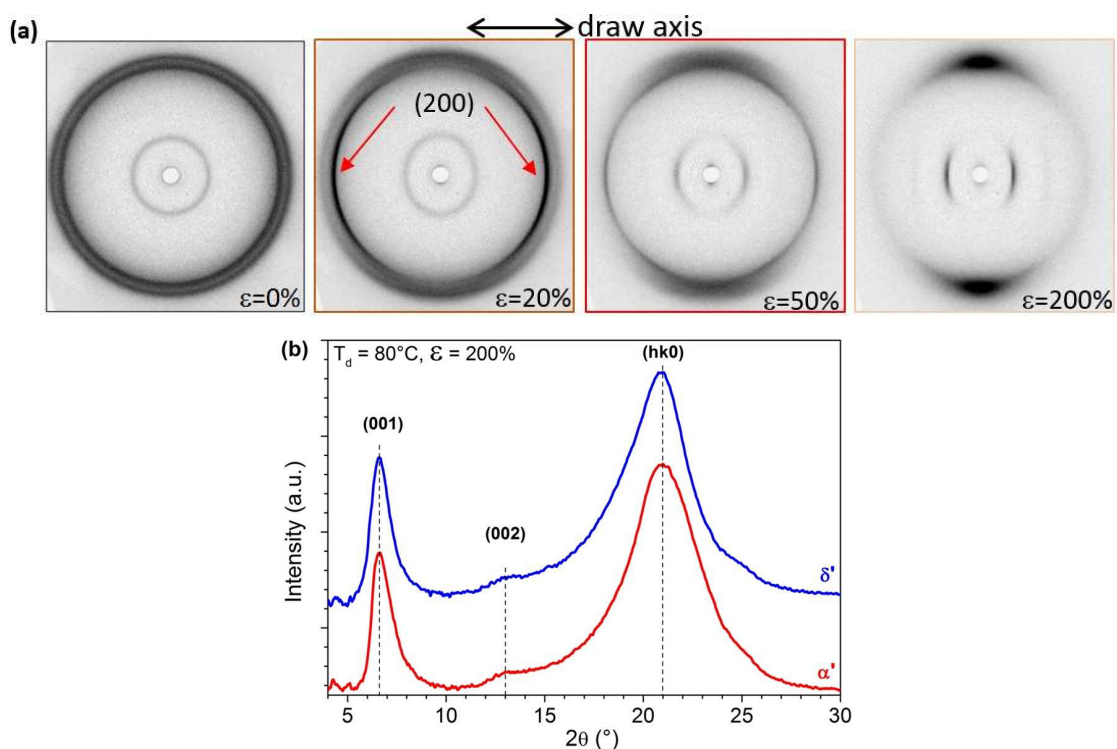 (a)
draw axis
(200)
ε=0%
ε=20%
ε=50%
ε=200%
(b)
T_d = 80°C, ε = 200%
(hk0)
(001)
(002)
δ'
α'
Intensity (a.u.)
5 10 15 20 25 30
2θ (°)